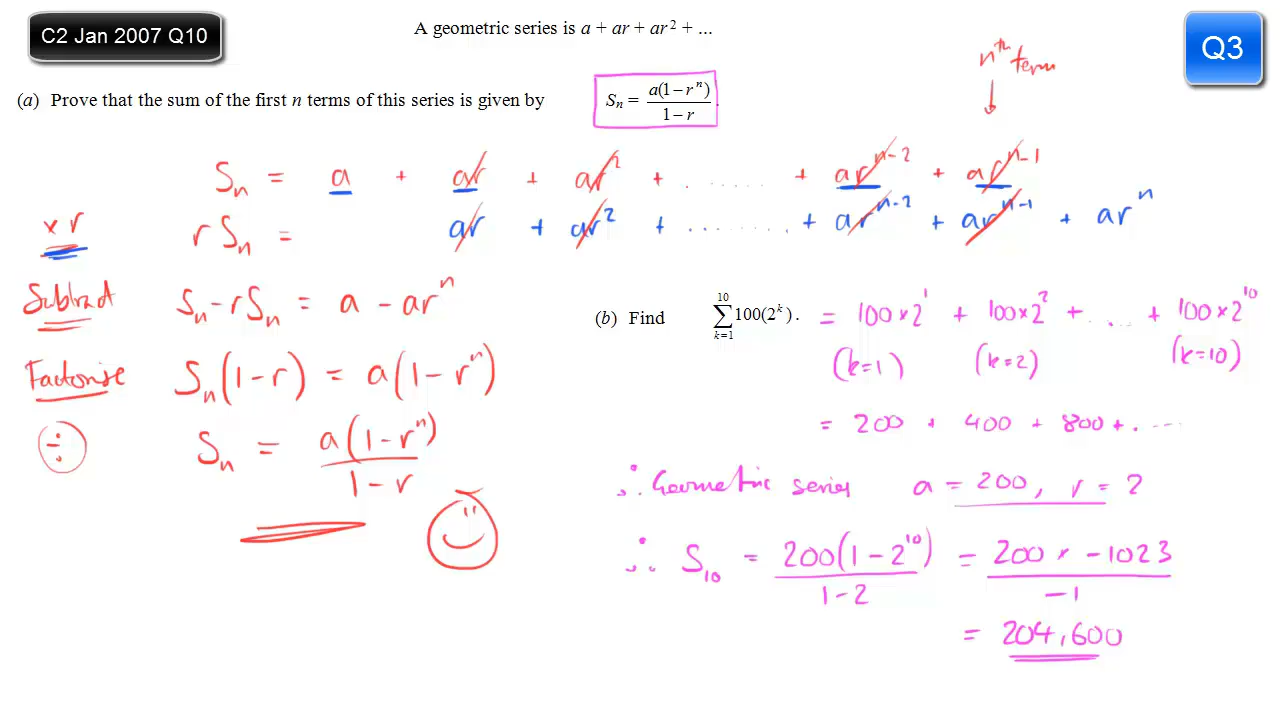 C2 Jan 2007 Q10
A geometric series is a + ar + ar² + ...
Q3
nᵗʰ term
(a) Prove that the sum of the first n terms of this series is given by Sₙ = a(1 − rⁿ) / 1 − r .
Sₙ = a + ar + ar² + ........ + arⁿ⁻² + arⁿ⁻¹
× r rSₙ = ar + ar² + ........ + arⁿ⁻² + arⁿ⁻¹ + arⁿ
Subtract Sₙ − rSₙ = a − arⁿ
Factorise Sₙ(1 − r) = a(1 − rⁿ)
÷ Sₙ = a(1 − rⁿ) / 1 − r
(b) Find ∑ k=1 10 100(2ᵏ). = 100 × 2¹ + 100 × 2² + .... + 100 × 2¹⁰
(k=1) (k=2) (k=10)
= 200 + 400 + 800 + .....
∴ Geometric series a = 200, r = 2
∴ S₁₀ = 200(1 − 2¹⁰) / 1 − 2 = 200 × −1023 / −1
= 204,600